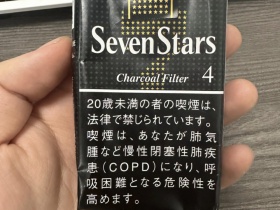 SevenStars
Charcoal Filter 4
20歳未満の者の喫煙は、
法律で禁じられています。
喫煙は、あなたが肺気
腫など慢性閉塞性肺疾
患(COPD)になり、呼
吸困難となる危険性を
高めます。